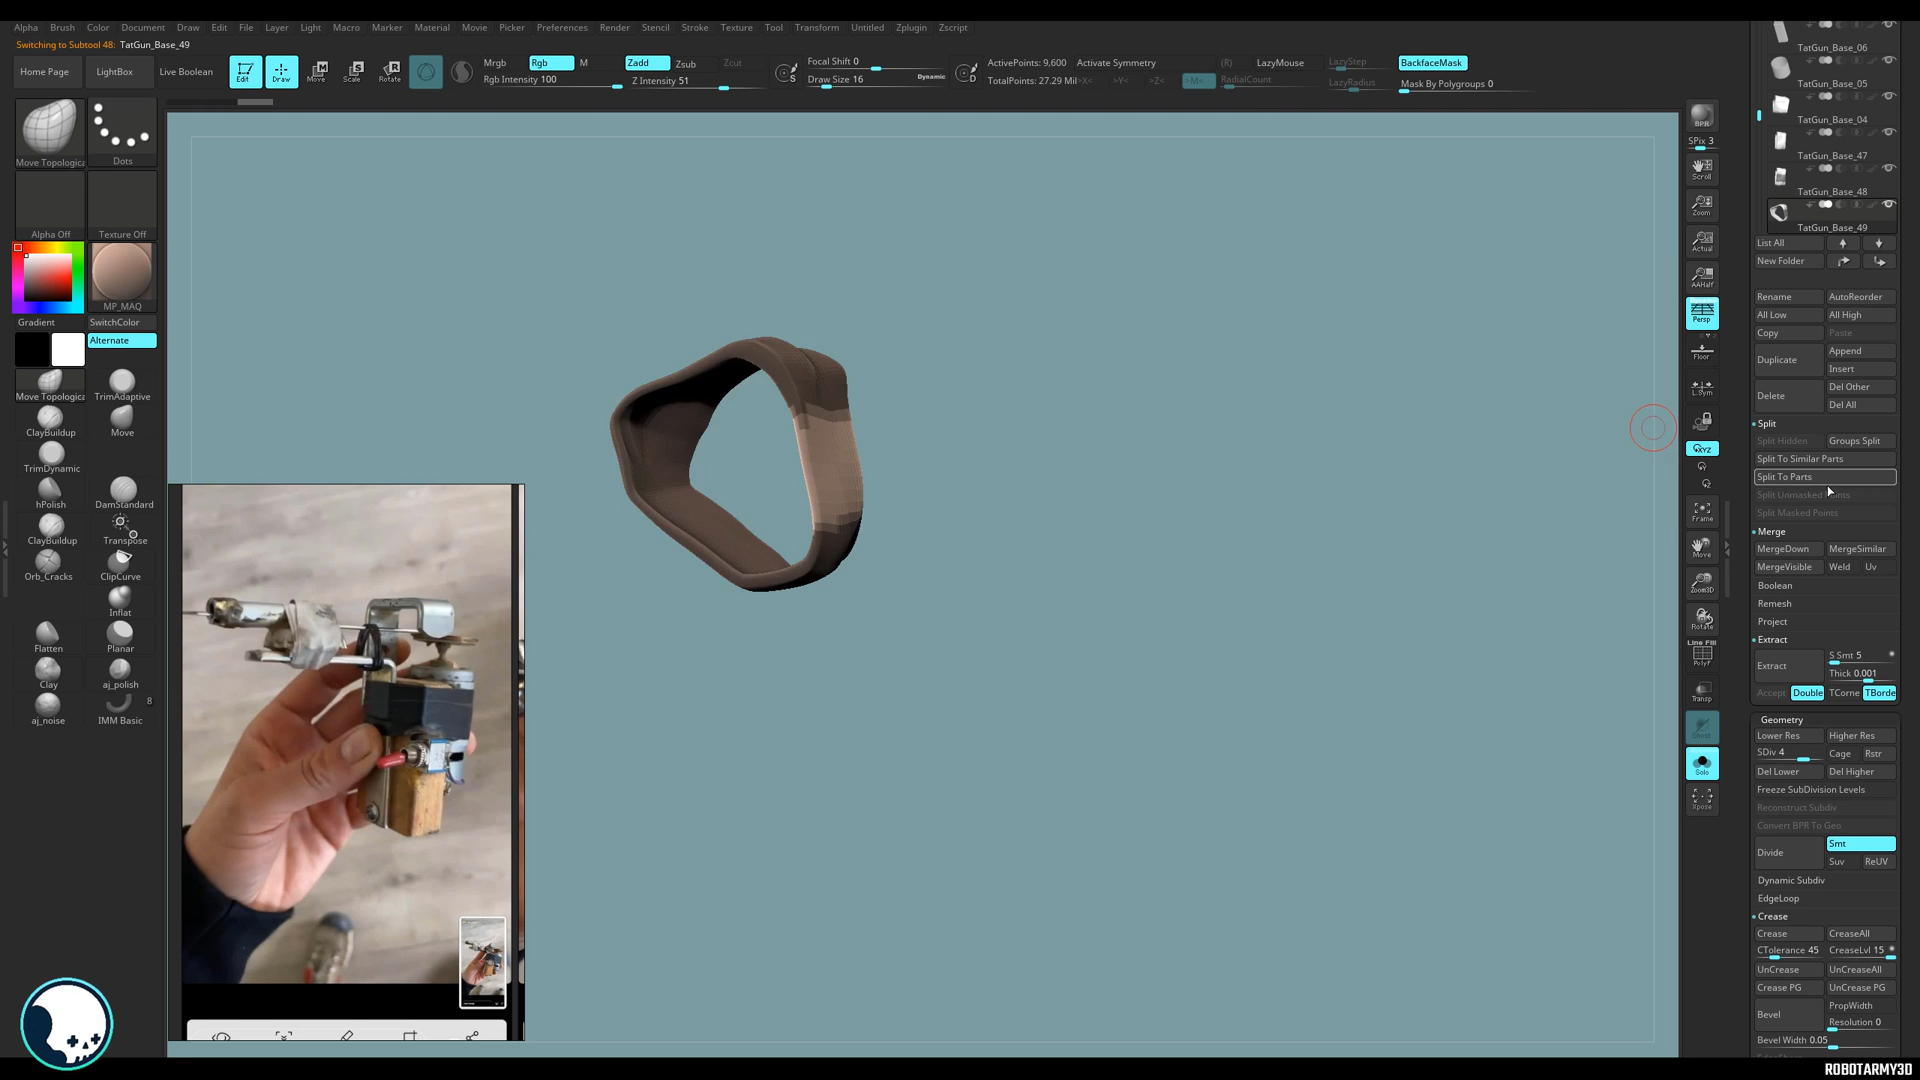 Alpha Brush Color Document Draw Edit File Layer Light Macro Marker Material Movie Picker Preferences Render Stencil Stroke Texture Tool Transform Untitled Zplugin Zscript
Switching to Subtool 48: TatGun_Base_49
Home Page LightBox Live Boolean Edit Draw Move Scale Rotate
Mrgb Rgb M Zadd Zsub Zcut
Rgb Intensity 100 Z Intensity 51
S Focal Shift 0
Draw Size 16 Dynamic
D ActivePoints: 9,600 Activate Symmetry (R) LazyMouse LazyStep BackfaceMask
TotalPoints: 27.29 Mil >X< >Y< >Z< >M< RadialCount LazyRadius Mask By Polygroups 0
Move Topologica Dots
Alpha Off Texture Off
MP_MAQ
Gradient SwitchColor
Alternate
Move Topologica TrimAdaptive
ClayBuildup Move
TrimDynamic
hPolish DamStandard
ClayBuildup Transpose
Orb_Cracks ClipCurve
Inflat
Flatten Planar
Clay aj_polish
8
aj_noise IMM Basic
BPR
SPix 3
Scroll
Zoom
Actual
AAHalf
Persp
Floor
L.Sym
XYZ
Frame
Move
Zoom3D
Rotate
Line Fill
PolyF
Transp
Ghost
Solo
Xpose
TatGun_Base_06
TatGun_Base_05
TatGun_Base_04
TatGun_Base_47
TatGun_Base_48
TatGun_Base_49
List All
New Folder
Rename AutoReorder
All Low All High
Copy Paste
Duplicate Append
Insert
Delete Del Other
Del All
Split
Split Hidden Groups Split
Split To Similar Parts
Split To Parts
Split Unmasked Points
Split Masked Points
Merge
MergeDown MergeSimilar
MergeVisible Weld Uv
Boolean
Remesh
Project
Extract
Extract S Smt 5
Thick 0.001
Accept Double TCorne TBorde
Geometry
Lower Res Higher Res
SDiv 4 Cage Rstr
Del Lower Del Higher
Freeze SubDivision Levels
Reconstruct Subdiv
Convert BPR To Geo
Divide Smt
Suv ReUV
Dynamic Subdiv
EdgeLoop
Crease
Crease CreaseAll
CTolerance 45 CreaseLvl 15
UnCrease UnCreaseAll
Crease PG UnCrease PG
Bevel PropWidth
Resolution 0
Bevel Width 0.05
ROBOTARMY3D